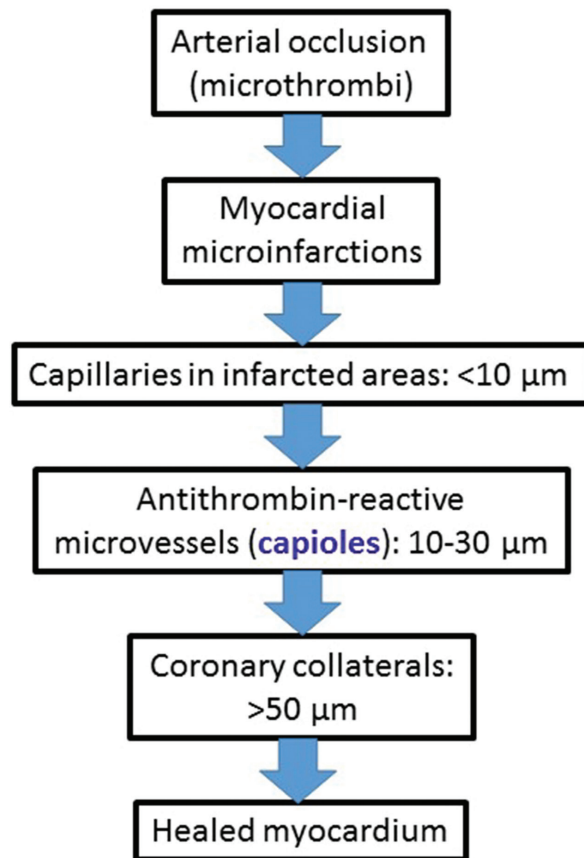 Arterial occlusion
(microthrombi)
Myocardial
microinfarctions
Capillaries in infarcted areas: <10 µm
Antithrombin-reactive
microvessels (capioles): 10-30 µm
Coronary collaterals:
>50 µm
Healed myocardium